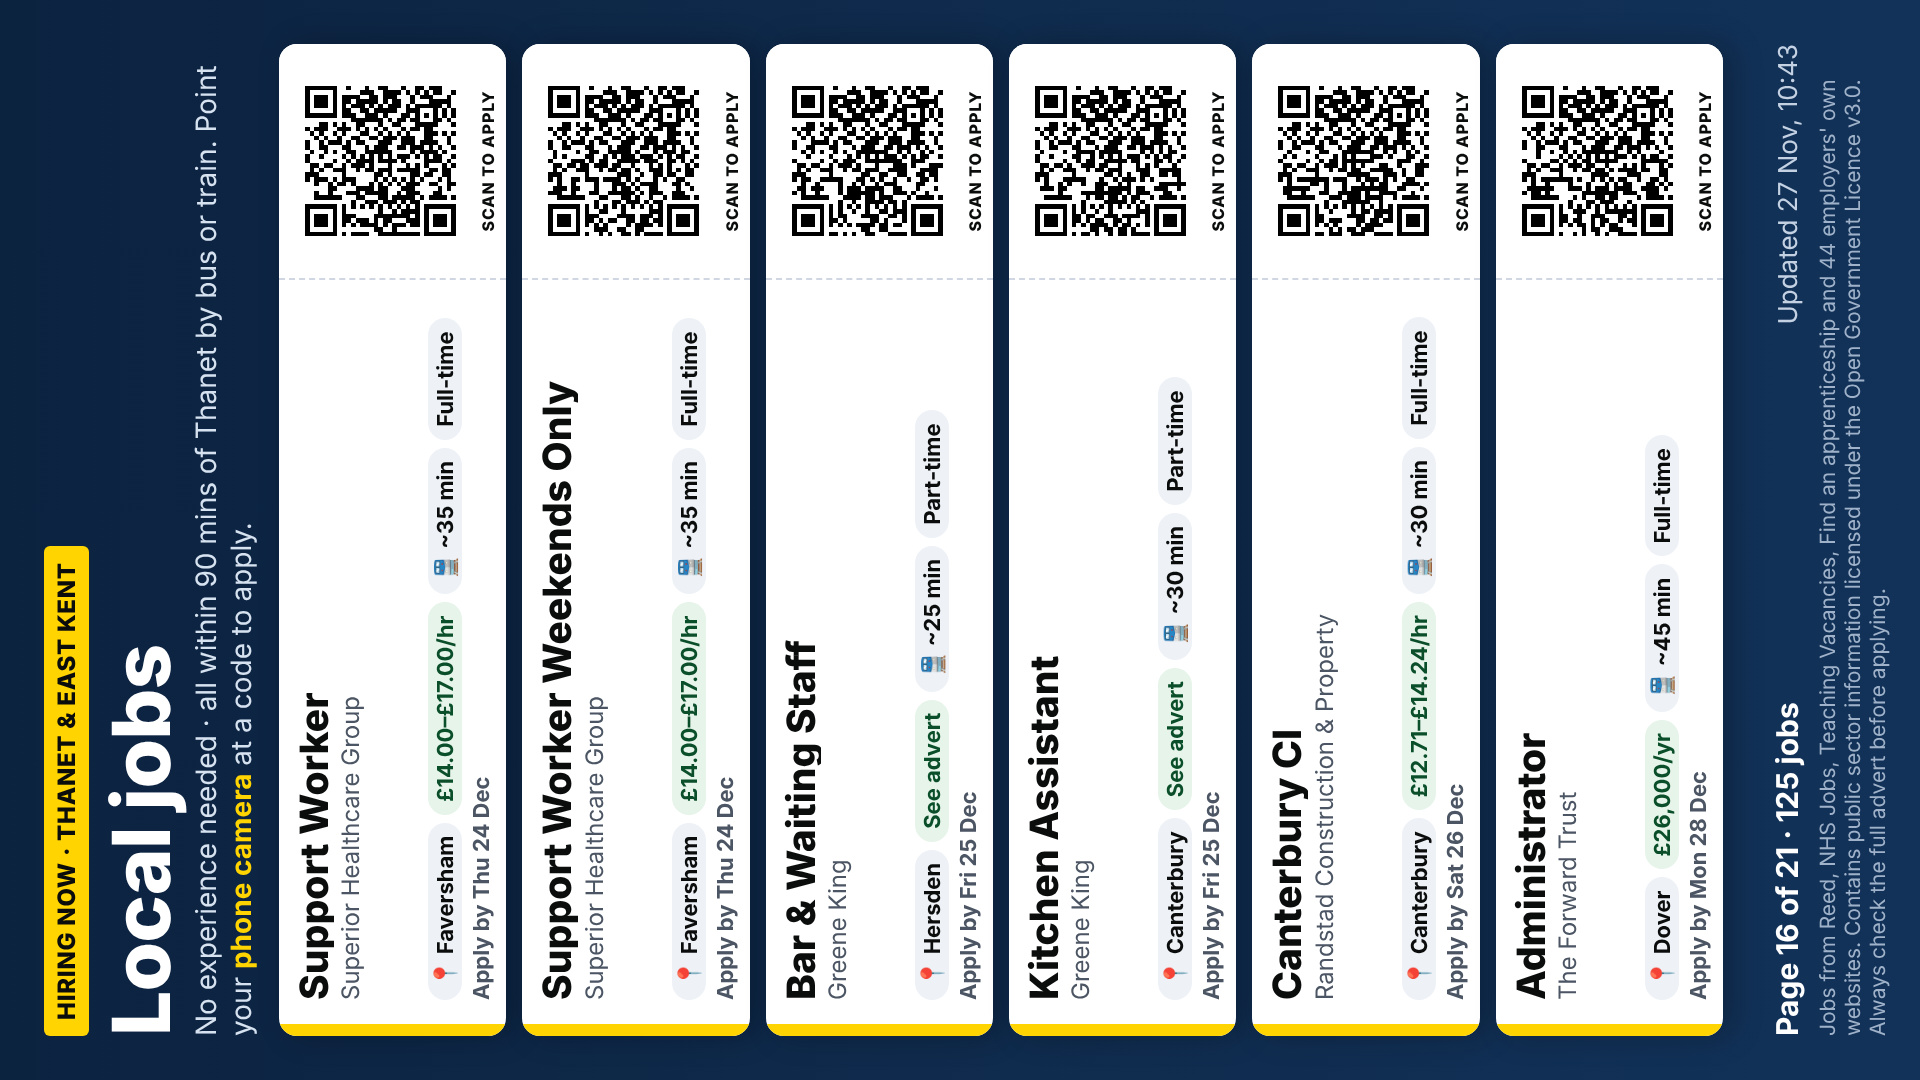 HIRING NOW · THANET & EAST KENT
Local jobs
No experience needed · all within 90 mins of Thanet by bus or train. Point
your phone camera at a code to apply.
Support Worker
Superior Healthcare Group
📍 Faversham £14.00–£17.00/hr 🚆 ~35 min Full-time
Apply by Thu 24 Dec
SCAN TO APPLY
Support Worker Weekends Only
Superior Healthcare Group
📍 Faversham £14.00–£17.00/hr 🚆 ~35 min Full-time
Apply by Thu 24 Dec
SCAN TO APPLY
Bar & Waiting Staff
Greene King
📍 Hersden See advert 🚆 ~25 min Part-time
Apply by Fri 25 Dec
SCAN TO APPLY
Kitchen Assistant
Greene King
📍 Canterbury See advert 🚆 ~30 min Part-time
Apply by Fri 25 Dec
SCAN TO APPLY
Canterbury CI
Randstad Construction & Property
📍 Canterbury £12.71–£14.24/hr 🚆 ~30 min Full-time
Apply by Sat 26 Dec
SCAN TO APPLY
Administrator
The Forward Trust
📍 Dover £26,000/yr 🚆 ~45 min Full-time
Apply by Mon 28 Dec
SCAN TO APPLY
Page 16 of 21 · 125 jobs Updated 27 Nov, 10:43
Jobs from Reed, NHS Jobs, Teaching Vacancies, Find an apprenticeship and 44 employers' own
websites. Contains public sector information licensed under the Open Government Licence v3.0.
Always check the full advert before applying.